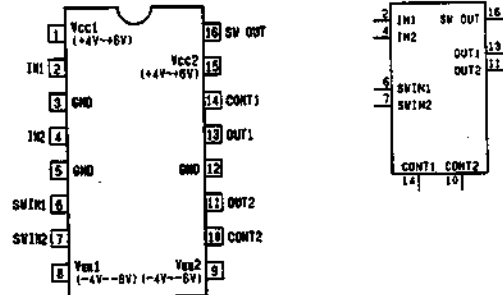 1 Vcc1 16 SW OUT
(+4V~+6V)
IN1 2 Vcc2 15
(+4V~+6V)
3 GND 14 CONT1
IN2 4 13 OUT1
5 GND GND 12
SWIN1 6 11 OUT2
SWIN2 7 10 CONT2
8 VEE1 VEE2 9
(-4V~-6V) (-4V~-6V)
2 IN1 SW OUT 16
4 IN2
OUT1 13
OUT2 11
6 SWIN1
7 SWIN2
CONT1 CONT2
14 10